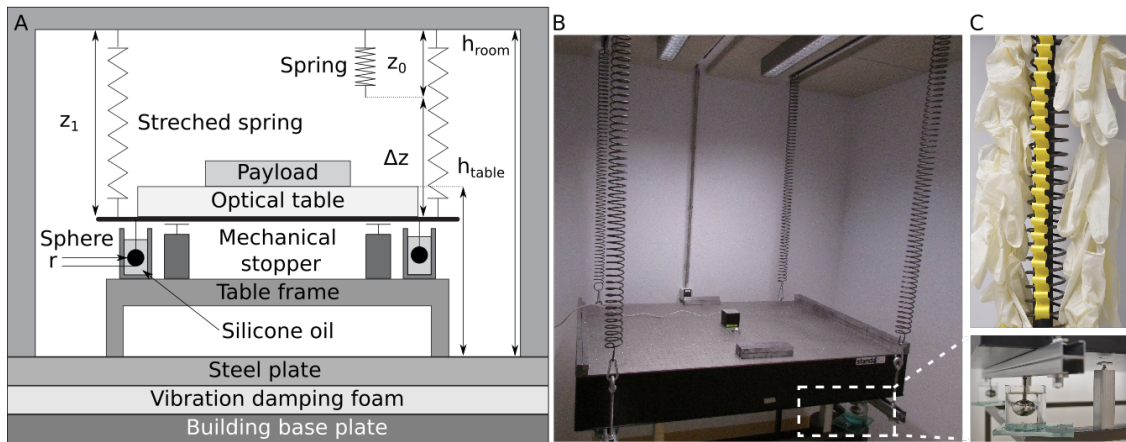 A
h_room
Spring
z_0
z_1
Streched spring
Δz
h_table
Payload
Optical table
Sphere
r
Mechanical
stopper
Table frame
Silicone oil
Steel plate
Vibration damping foam
Building base plate
B
C